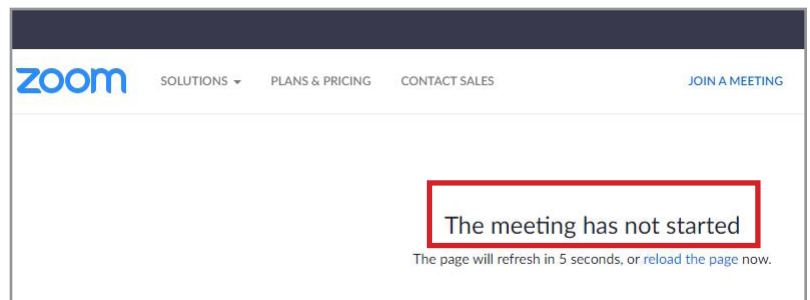 zoom SOLUTIONS PLANS & PRICING CONTACT SALES JOIN A MEETING
The meeting has not started
The page will refresh in 5 seconds, or reload the page now.